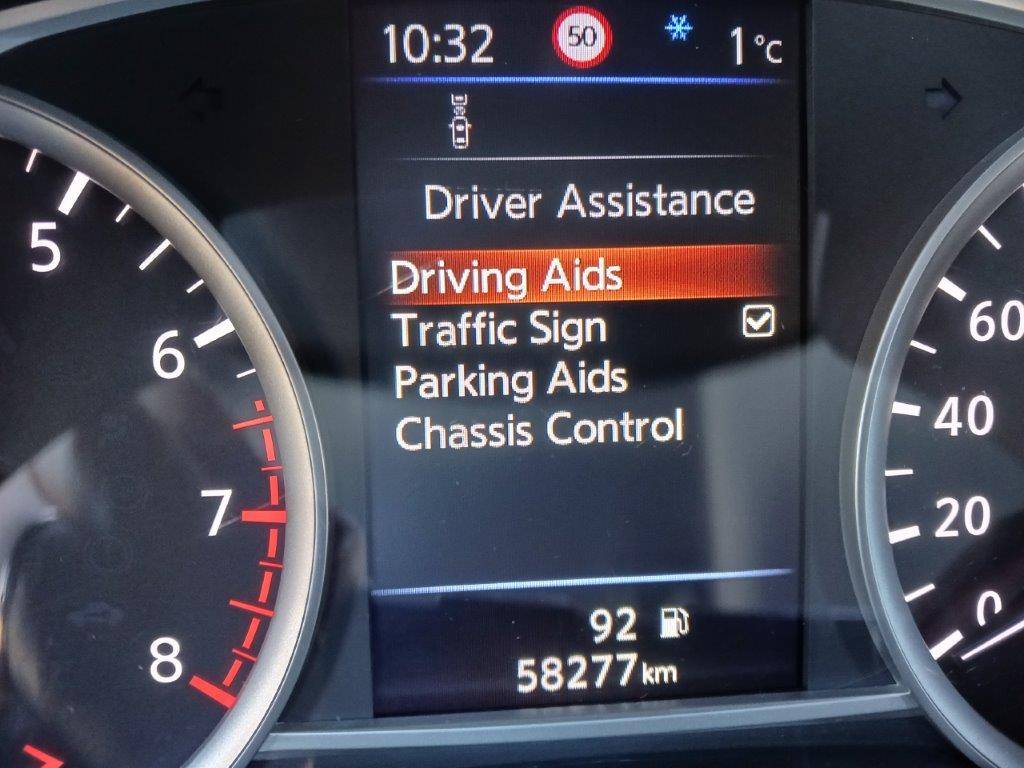 10:32 50 1°C
Driver Assistance
Driving Aids
Traffic Sign
Parking Aids
Chassis Control
92
58277km
5
6
7
8
60
40
20
0